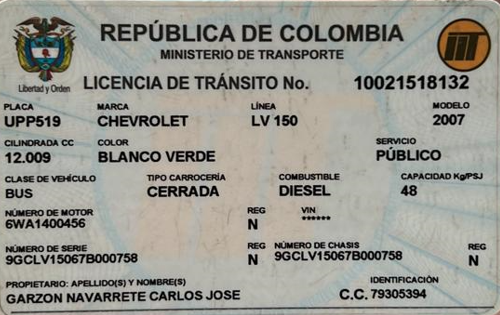 REPÚBLICA DE COLOMBIA
MINISTERIO DE TRANSPORTE
Libertad y Orden
LICENCIA DE TRÁNSITO No. 10021518132
PLACA MARCA LÍNEA MODELO
UPP519 CHEVROLET LV 150 2007
CILINDRADA CC COLOR SERVICIO
12.009 BLANCO VERDE PÚBLICO
CLASE DE VEHÍCULO TIPO CARROCERÍA COMBUSTIBLE CAPACIDAD Kg/PSJ
BUS CERRADA DIESEL 48
NÚMERO DE MOTOR REG VIN
6WA1400456 N ******
NÚMERO DE SERIE REG NÚMERO DE CHASIS REG
9GCLV15067B000758 N 9GCLV15067B000758 N
PROPIETARIO: APELLIDO(S) Y NOMBRE(S) IDENTIFICACIÓN
GARZON NAVARRETE CARLOS JOSE C.C. 79305394